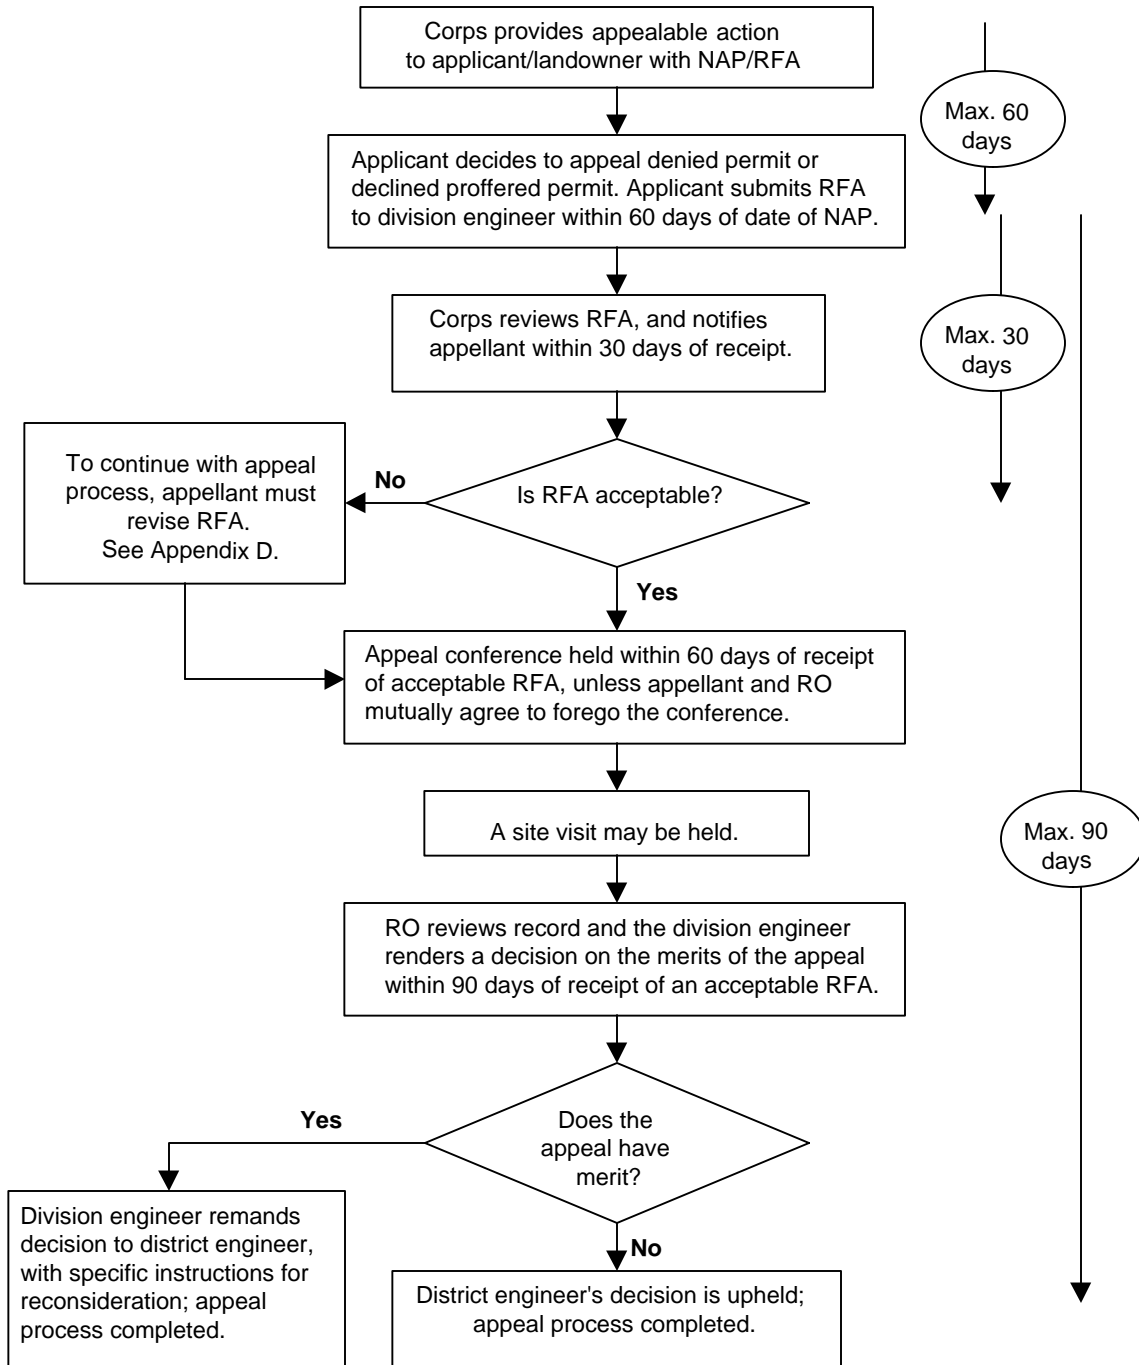 Corps provides appealable action
to applicant/landowner with NAP/RFA
Max. 60
days
Applicant decides to appeal denied permit or
declined proffered permit. Applicant submits RFA
to division engineer within 60 days of date of NAP.
Corps reviews RFA, and notifies
appellant within 30 days of receipt.
Max. 30
days
To continue with appeal
process, appellant must
revise RFA.
See Appendix D.
No
Is RFA acceptable?
Yes
Appeal conference held within 60 days of receipt
of acceptable RFA, unless appellant and RO
mutually agree to forego the conference.
A site visit may be held.
Max. 90
days
RO reviews record and the division engineer
renders a decision on the merits of the appeal
within 90 days of receipt of an acceptable RFA.
Yes
Does the
appeal have
merit?
Division engineer remands
decision to district engineer,
with specific instructions for
reconsideration; appeal
process completed.
No
District engineer's decision is upheld;
appeal process completed.